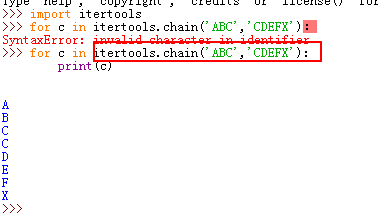 Type "help", "copyright", "credits" or "license()" for
>>> import itertools
>>> for c in itertools.chain('ABC','CDEFX'):
SyntaxError: invalid character in identifier
>>> for c in itertools.chain('ABC','CDEFX'):
print(c)
A
B
C
C
D
E
F
X
>>>